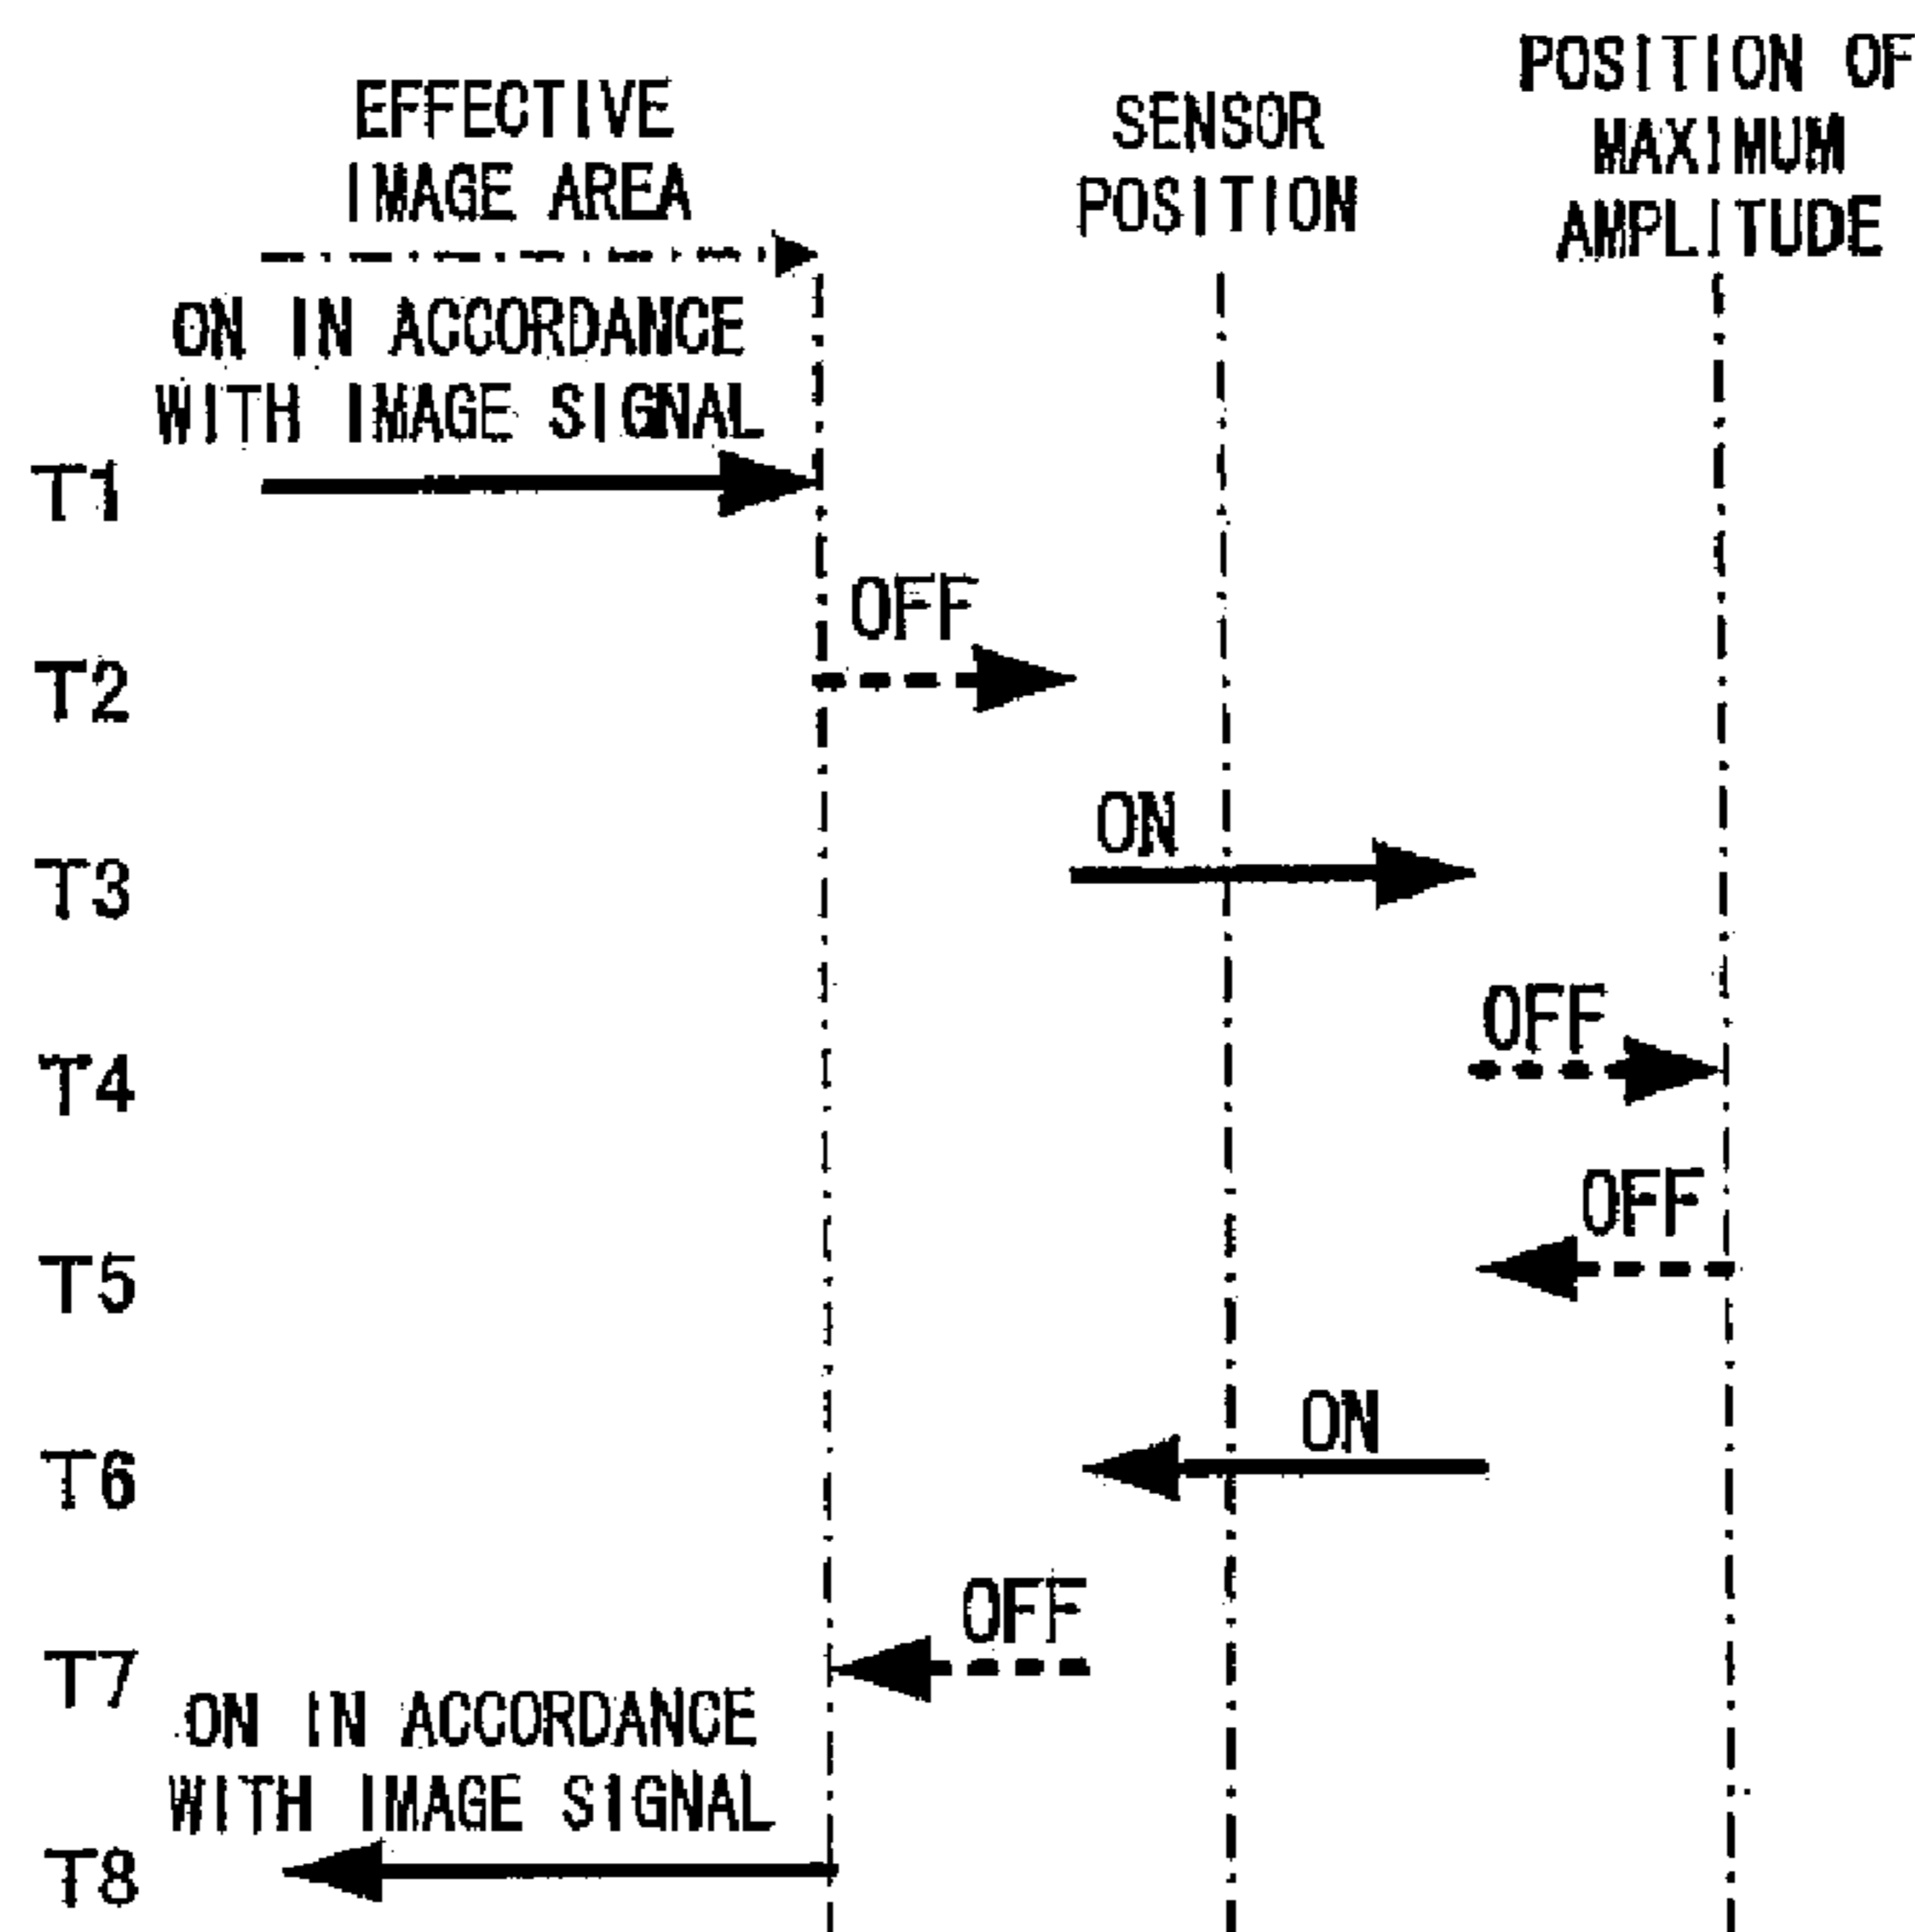 EFFECTIVE
IMAGE AREA
SENSOR
POSITION
POSITION OF
MAXIMUM
AMPLITUDE
ON IN ACCORDANCE
WITH IMAGE SIGNAL
T1
OFF
T2
ON
T3
OFF
T4
OFF
T5
ON
T6
OFF
T7
ON IN ACCORDANCE
WITH IMAGE SIGNAL
T8